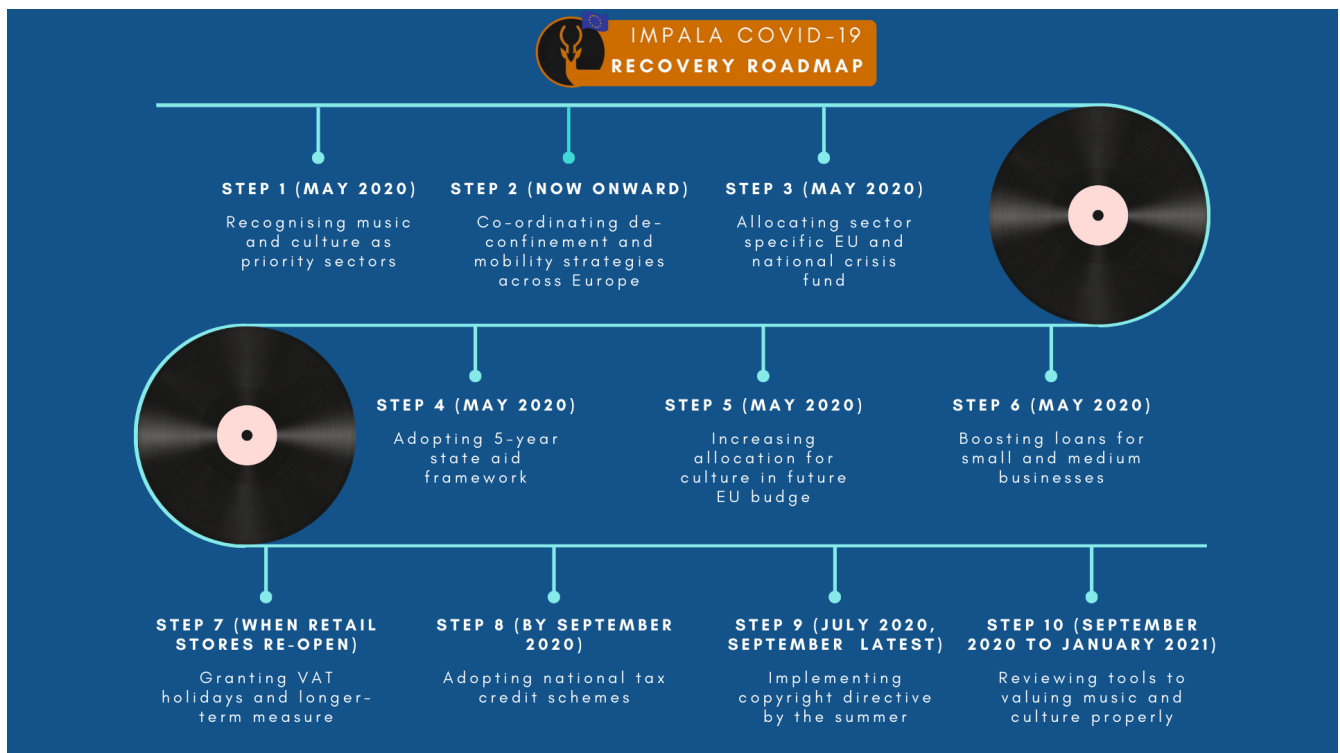 IMPALA COVID-19
RECOVERY ROADMAP
STEP 1 (MAY 2020)
Recognising music
and culture as
priority sectors
STEP 2 (NOW ONWARD)
Co-ordinating de-
confinement and
mobility strategies
across Europe
STEP 3 (MAY 2020)
Allocating sector
specific EU and
national crisis
fund
STEP 4 (MAY 2020)
Adopting 5-year
state aid
framework
STEP 5 (MAY 2020)
Increasing
allocation for
culture in future
EU budge
STEP 6 (MAY 2020)
Boosting loans for
small and medium
businesses
STEP 7 (WHEN RETAIL
STORES RE-OPEN)
Granting VAT
holidays and longer-
term measure
STEP 8 (BY SEPTEMBER
2020)
Adopting national tax
credit schemes
STEP 9 (JULY 2020,
SEPTEMBER LATEST)
Implementing
copyright directive
by the summer
STEP 10 (SEPTEMBER
2020 TO JANUARY 2021)
Reviewing tools to
valuing music and
culture properly